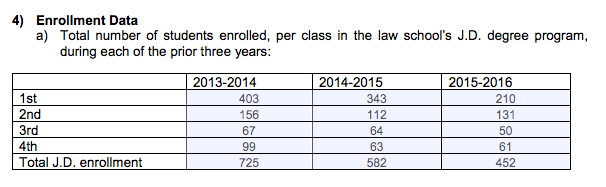 4) Enrollment Data
a) Total number of students enrolled, per class in the law school's J.D. degree program,
during each of the prior three years:
2013-2014 2014-2015 2015-2016
1st 403 343 210
2nd 156 112 131
3rd 67 64 50
4th 99 63 61
Total J.D. enrollment 725 582 452